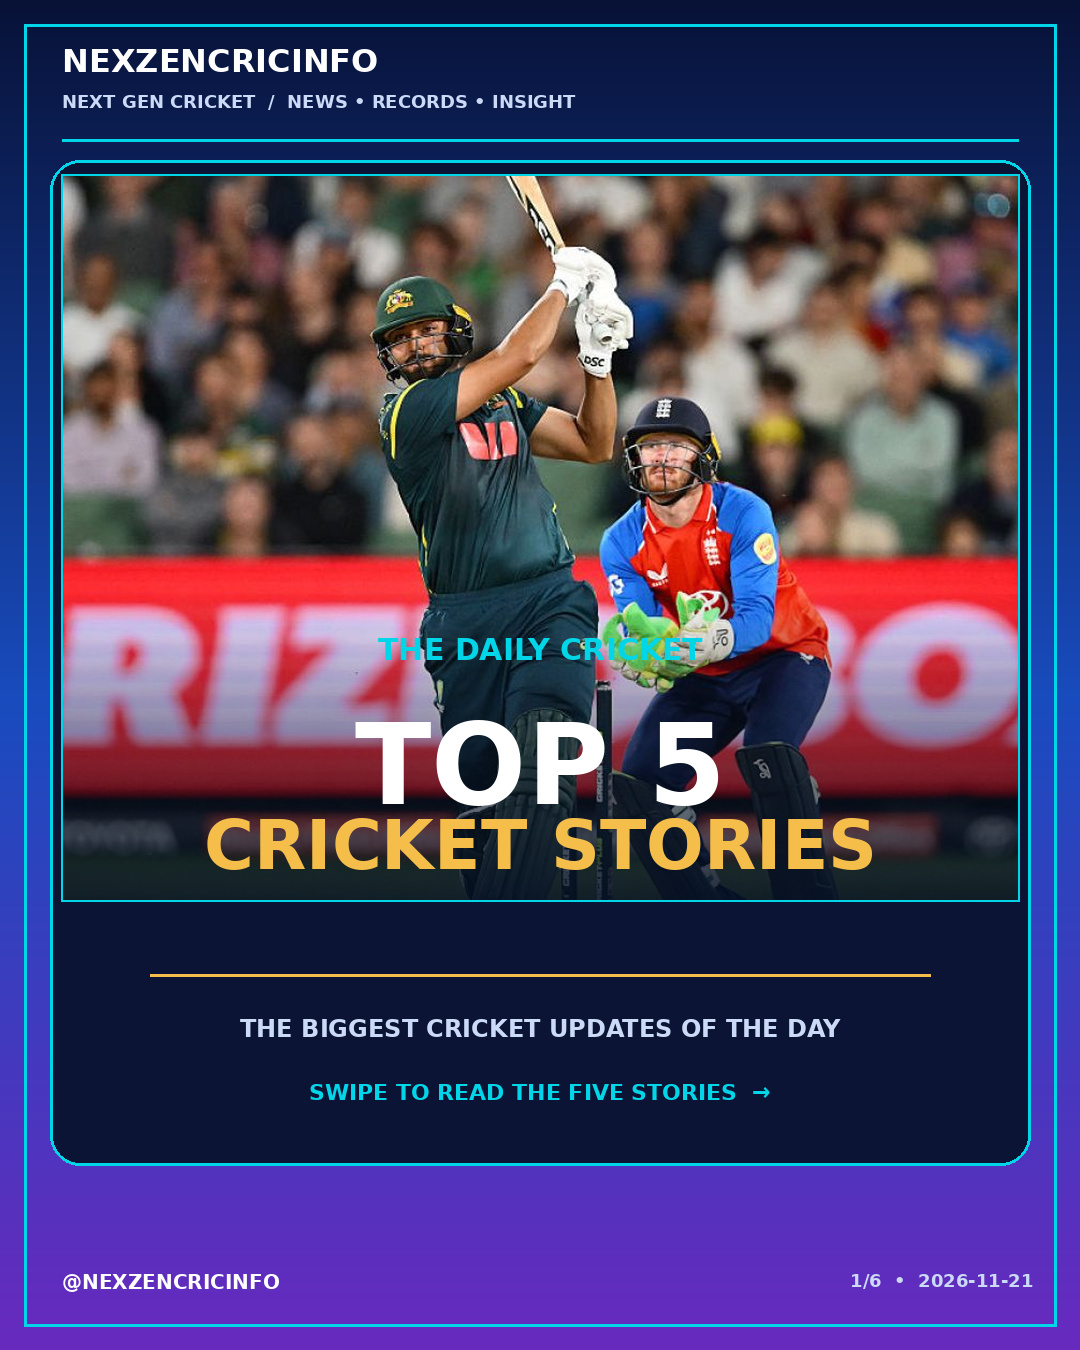 NEXZENCRICINFO
NEXT GEN CRICKET / NEWS • RECORDS • INSIGHT
DSC
THE DAILY CRICKET
TOP 5
CRICKET STORIES
THE BIGGEST CRICKET UPDATES OF THE DAY
SWIPE TO READ THE FIVE STORIES →
@NEXZENCRICINFO
1/6 • 2026-11-21